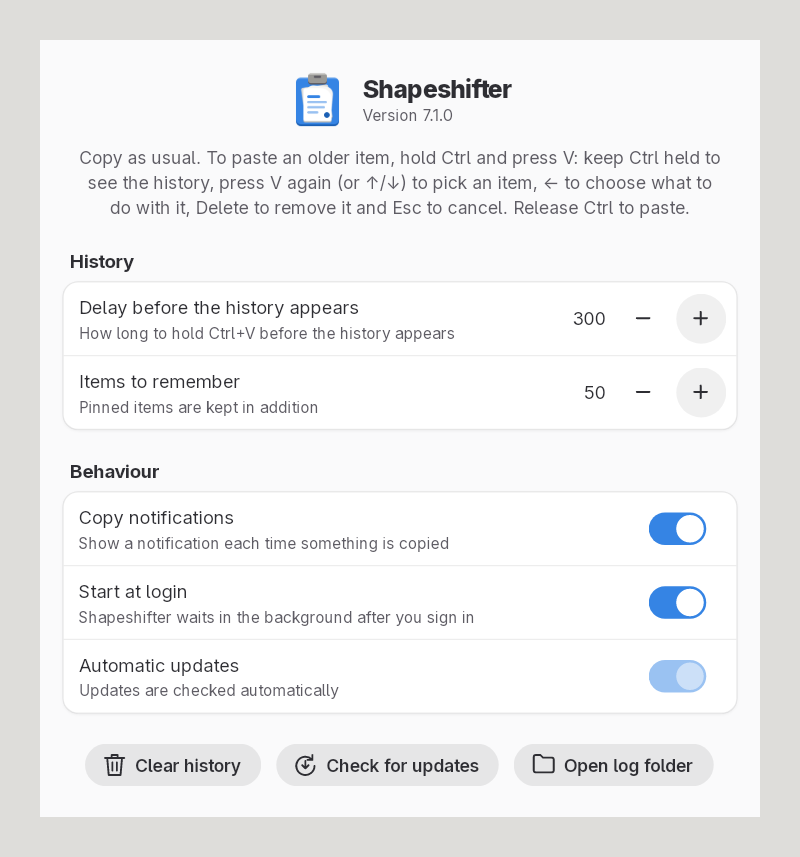 Shapeshifter
Version 7.1.0
Copy as usual. To paste an older item, hold Ctrl and press V: keep Ctrl held to
see the history, press V again (or ↑/↓) to pick an item, ← to choose what to
do with it, Delete to remove it and Esc to cancel. Release Ctrl to paste.
History
Delay before the history appears
How long to hold Ctrl+V before the history appears
300 − +
Items to remember
Pinned items are kept in addition
50 − +
Behaviour
Copy notifications
Show a notification each time something is copied
Start at login
Shapeshifter waits in the background after you sign in
Automatic updates
Updates are checked automatically
Clear history
Check for updates
Open log folder